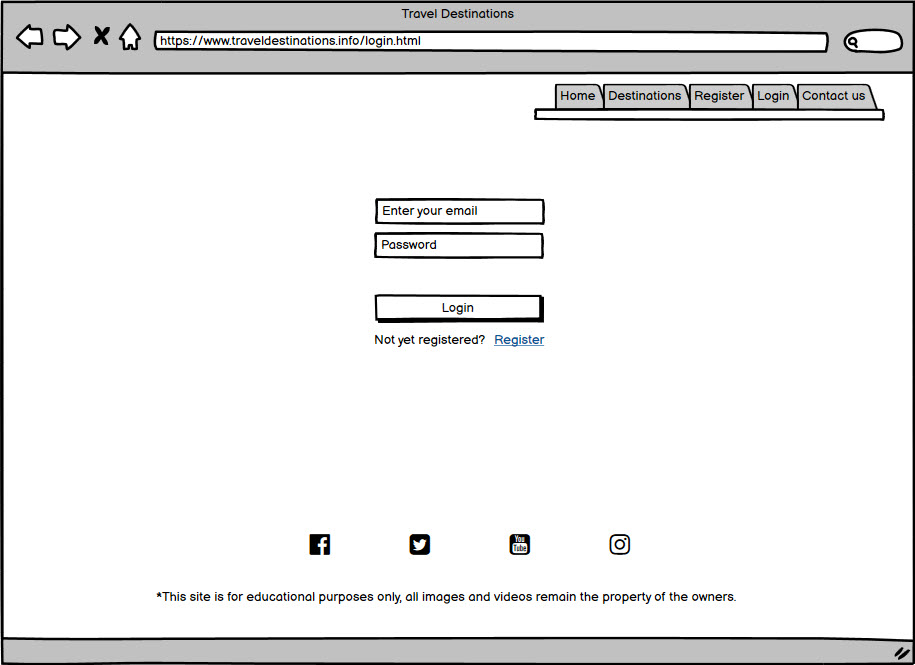 Travel Destinations
https://www.traveldestinations.info/login.html
Home Destinations Register Login Contact us
Enter your email
Password
Login
Not yet registered? Register
You
Tube
*This site is for educational purposes only, all images and videos remain the property of the owners.